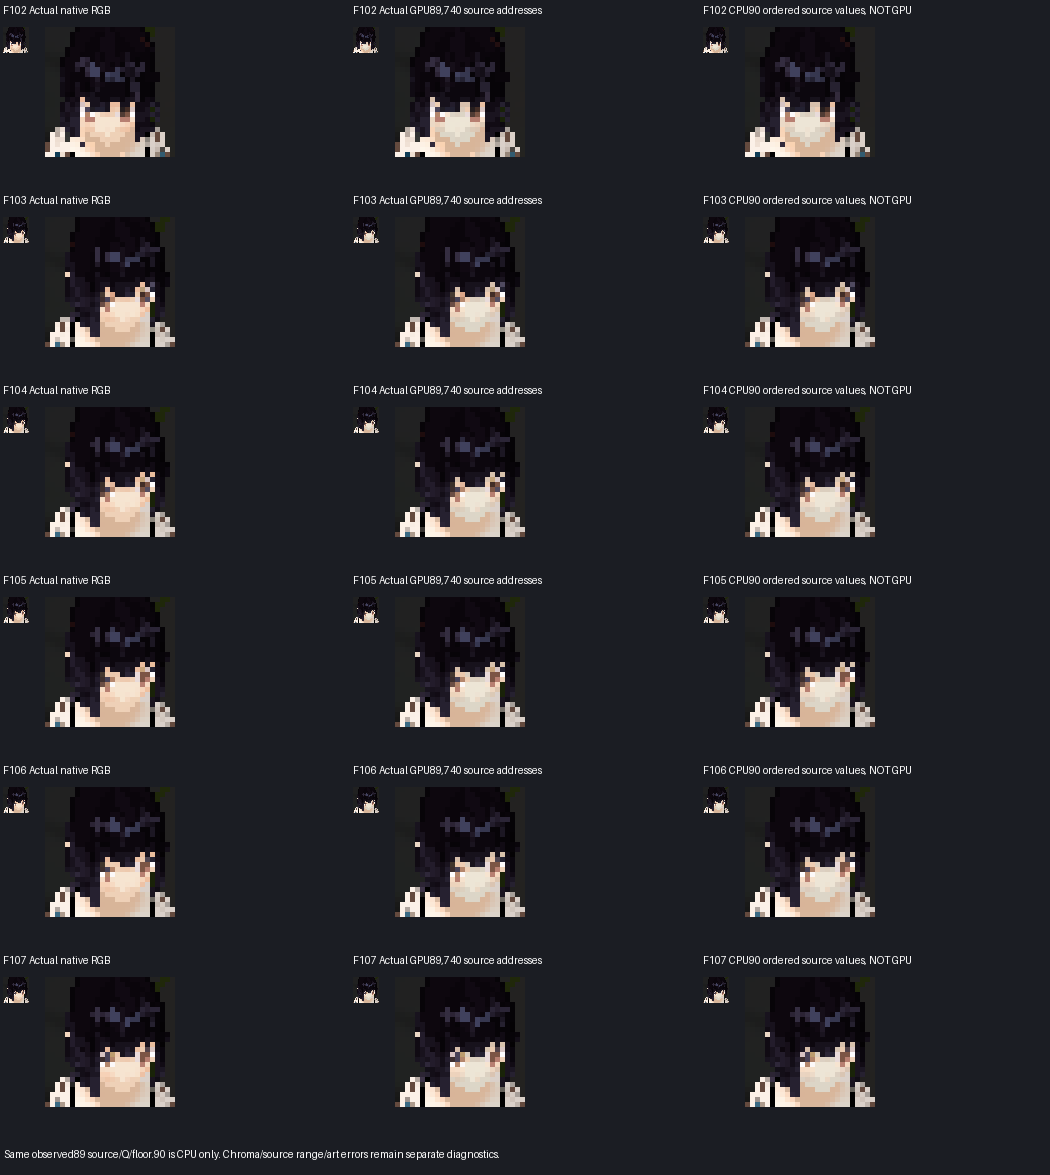 F102 Actual native RGB
F102 Actual GPU89,740 source addresses
F102 CPU90 ordered source values, NOT GPU
F103 Actual native RGB
F103 Actual GPU89,740 source addresses
F103 CPU90 ordered source values, NOT GPU
F104 Actual native RGB
F104 Actual GPU89,740 source addresses
F104 CPU90 ordered source values, NOT GPU
F105 Actual native RGB
F105 Actual GPU89,740 source addresses
F105 CPU90 ordered source values, NOT GPU
F106 Actual native RGB
F106 Actual GPU89,740 source addresses
F106 CPU90 ordered source values, NOT GPU
F107 Actual native RGB
F107 Actual GPU89,740 source addresses
F107 CPU90 ordered source values, NOT GPU
Same observed89 source/Q/floor.90 is CPU only. Chroma/source range/art errors remain separate diagnostics.